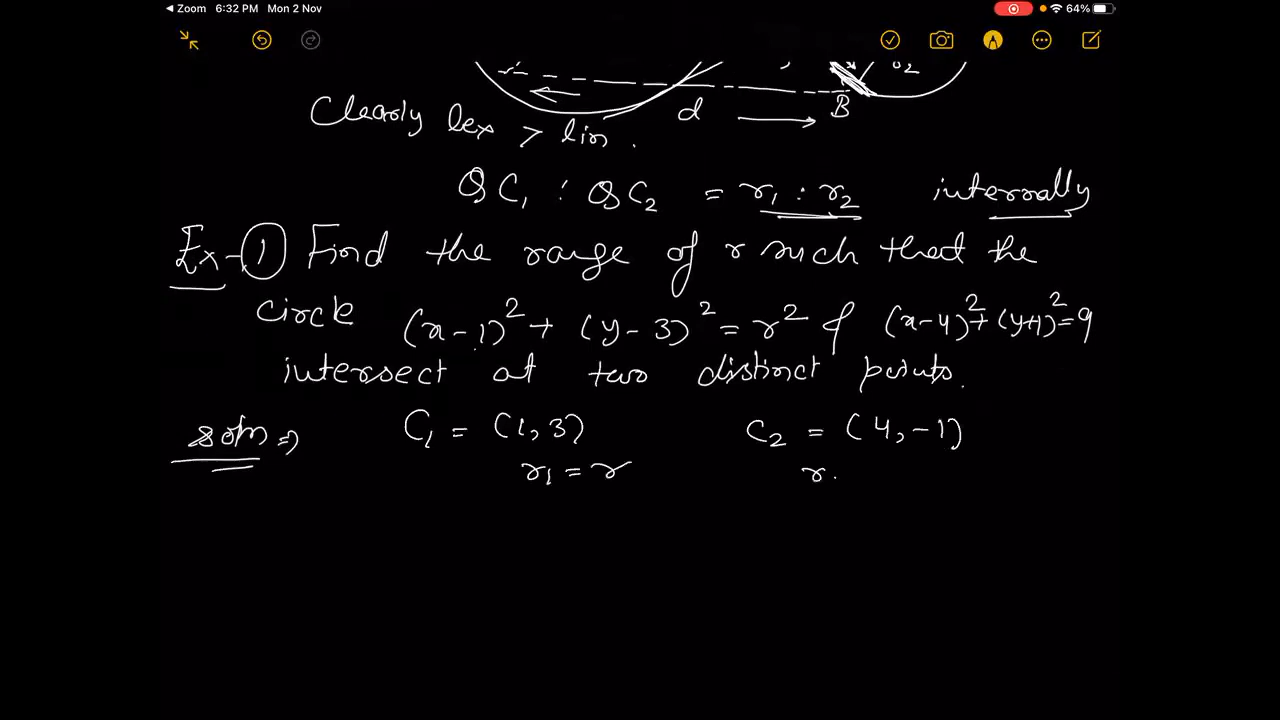 Zoom 6:32 PM Mon 2 Nov 64%
r2
d B
Clearly lex > lin.
QC1 : QC2 = r1 : r2 internally
Ex-① Find the range of r such that the
circle (x-1)² + (y-3)² = r² & (x-4)²+(y+1)²=9
intersect at two distinct points.
soln ⇒ C1 = (1, 3) C2 = (4, -1)
r1 = r r.